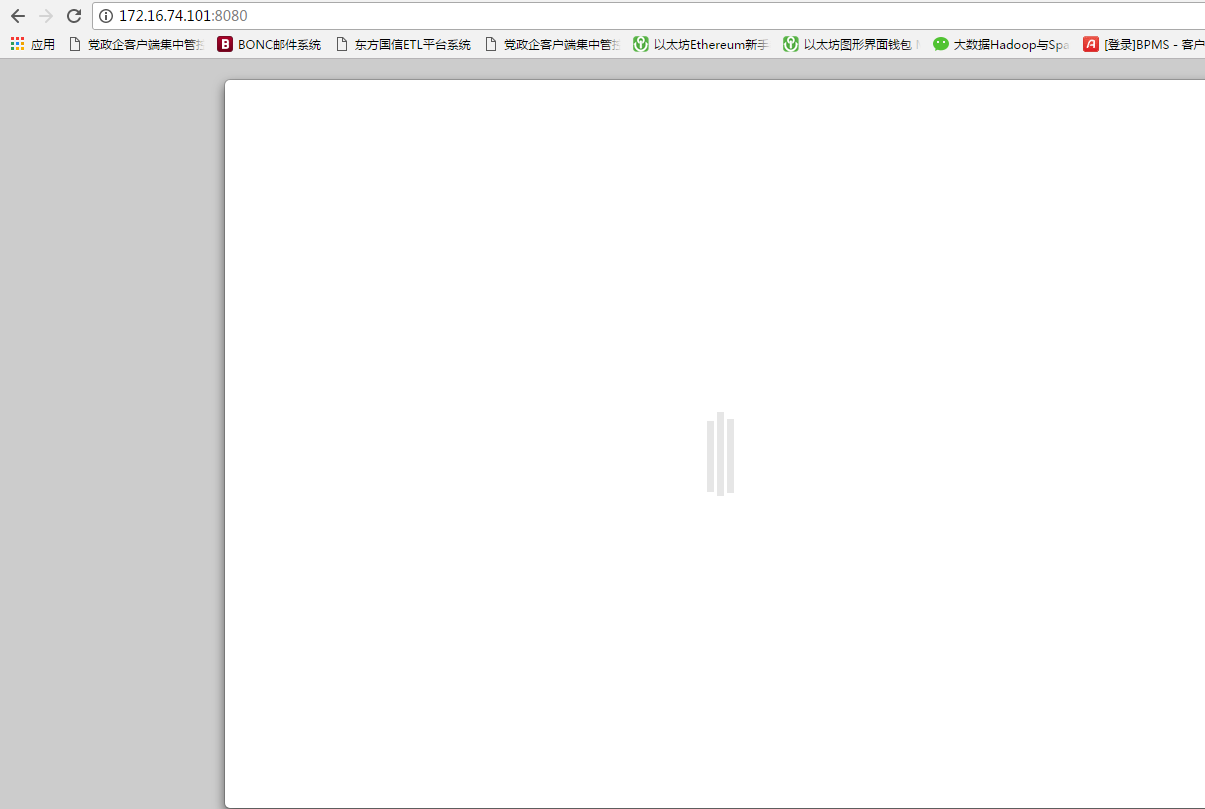 172.16.74.101:8080
应用 党政企客户端集中管控 BONC邮件系统 东方国信ETL平台系统 党政企客户端集中管控 以太坊Ethereum新手 以太坊图形界面钱包 大数据Hadoop与Spa [登录]BPMS - 客户